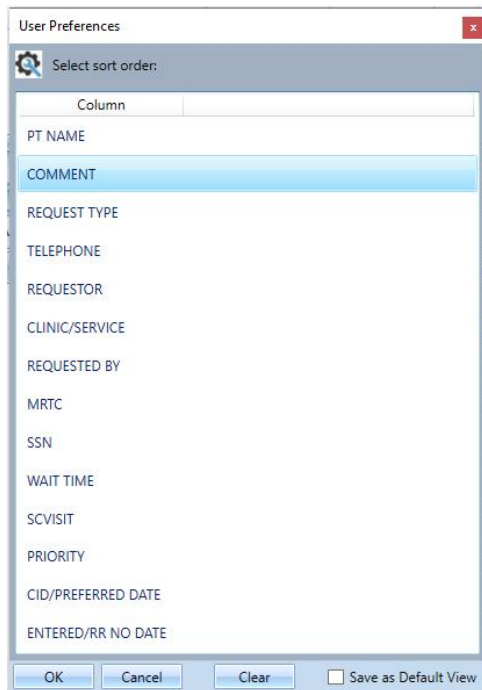 User Preferences
x
Select sort order:
Column
PT NAME
COMMENT
REQUEST TYPE
TELEPHONE
REQUESTOR
CLINIC/SERVICE
REQUESTED BY
MRTC
SSN
WAIT TIME
SCVISIT
PRIORITY
CID/PREFERRED DATE
ENTERED/RR NO DATE
OK Cancel Clear Save as Default View